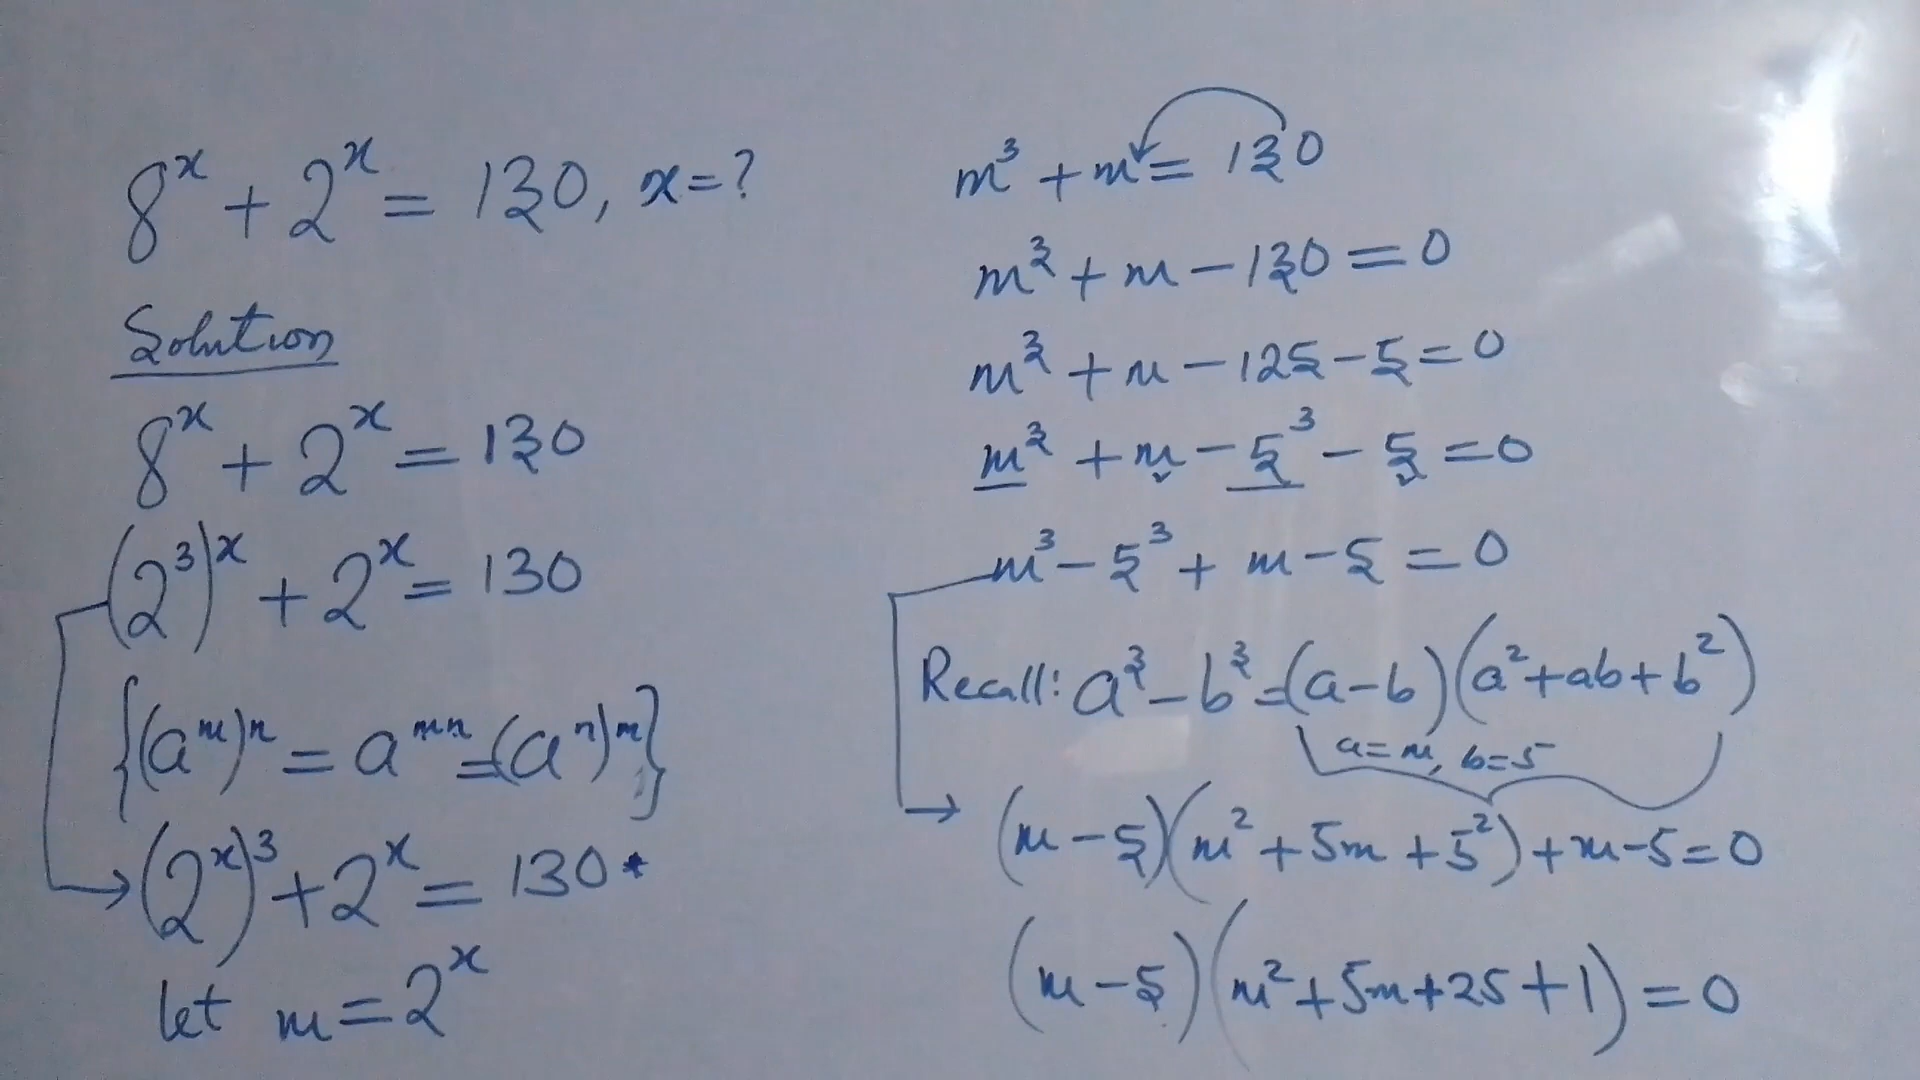 8^x + 2^x = 130, x = ?
Solution
8^x + 2^x = 130
(2^3)^x + 2^x = 130
{(a^m)^n = a^mn = (a^n)^m}
(2^x)^3 + 2^x = 130 *
let m = 2^x
m^3 + m = 130
m^3 + m - 130 = 0
m^3 + m - 125 - 5 = 0
m^3 + m - 5^3 - 5 = 0
m^3 - 5^3 + m - 5 = 0
Recall: a^3 - b^3 = (a - b)(a^2 + ab + b^2)
a = m, b = 5
(m - 5)(m^2 + 5m + 5^2) + m - 5 = 0
(m - 5)(m^2 + 5m + 25 + 1) = 0